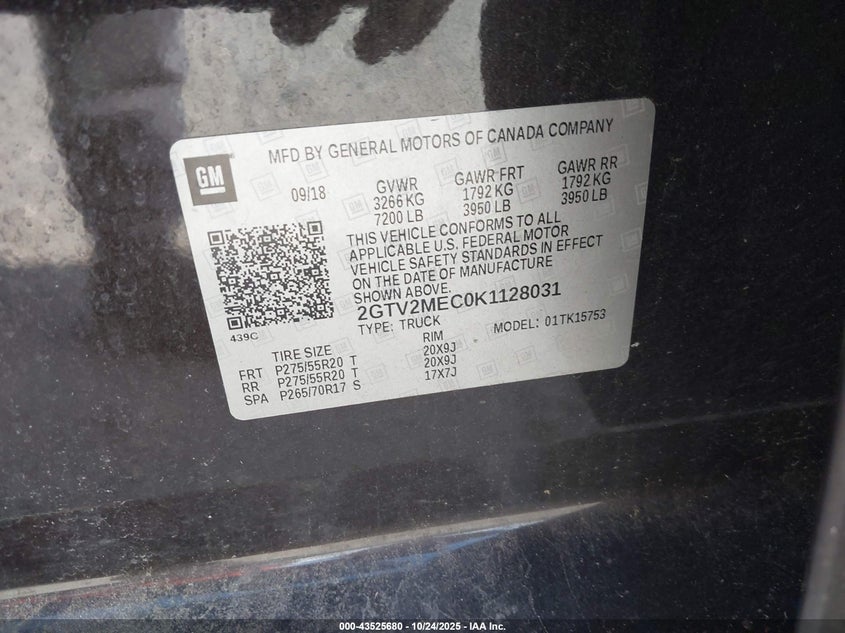 MFD BY GENERAL MOTORS OF CANADA COMPANY
GM
09/18 GVWR GAWR FRT GAWR RR
3266 KG 1792 KG 1792 KG
7200 LB 3950 LB 3950 LB
THIS VEHICLE CONFORMS TO ALL
APPLICABLE U.S. FEDERAL MOTOR
VEHICLE SAFETY STANDARDS IN EFFECT
ON THE DATE OF MANUFACTURE
SHOWN ABOVE.
2GTV2MEC0K1128031
439C
TYPE: TRUCK MODEL: 01TK15753
TIRE SIZE RIM
FRT P275/55R20 T 20X9J
RR P275/55R20 T 20X9J
SPA P265/70R17 S 17X7J
000-43525680 - 10/24/2025 - IAA Inc.